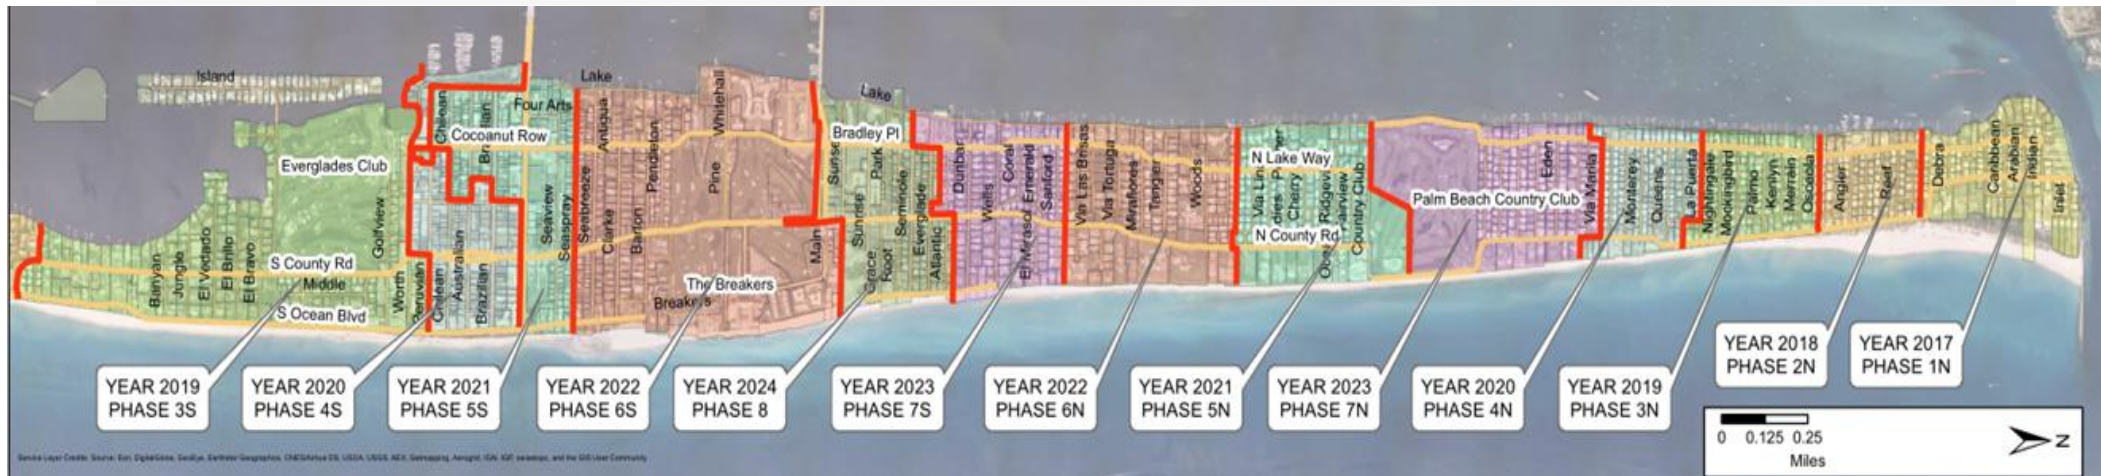 Island
Everglades Club
Banyan
Jungle
El Vedado
El Brillo
El Bravo
Golfview
S County Rd
Middle
S Ocean Blvd
Worth
Peruvian
Chilean
Australian
Brazilian
Chilean
Cocoanut Row
Four Arts
Seaview
Seaspray
Lake
Antigua
Seabreeze
Clarke
Barton
Pendleton
Pine
Whitehall
The Breakers
Breakers
Main
Lake
Bradley Pl
Sunset
Park
Sunrise
Seminole
Everglade
Grace
Root
Atlantic
Dunbar
Wells
Coral
Emerald
Sanford
El Mirasol
Via Las Brisas
Via Tortuga
Miraflores
Tangier
Woods
N Lake Way
Cherry
N County Rd
Country Club
Palm Beach Country Club
Eden
Via Marila
Monterey
Queens
La Puerta
Nightingale
Mockingbird
Palmo
Kenlyn
Merrain
Osceola
Angler
Reef
Debra
Caribbean
Arabian
Indian
Inlet
YEAR 2019
PHASE 3S
YEAR 2020
PHASE 4S
YEAR 2021
PHASE 5S
YEAR 2022
PHASE 6S
YEAR 2024
PHASE 8
YEAR 2023
PHASE 7S
YEAR 2022
PHASE 6N
YEAR 2021
PHASE 5N
YEAR 2023
PHASE 7N
YEAR 2020
PHASE 4N
YEAR 2019
PHASE 3N
YEAR 2018
PHASE 2N
YEAR 2017
PHASE 1N
0 0.125 0.25
Miles
N